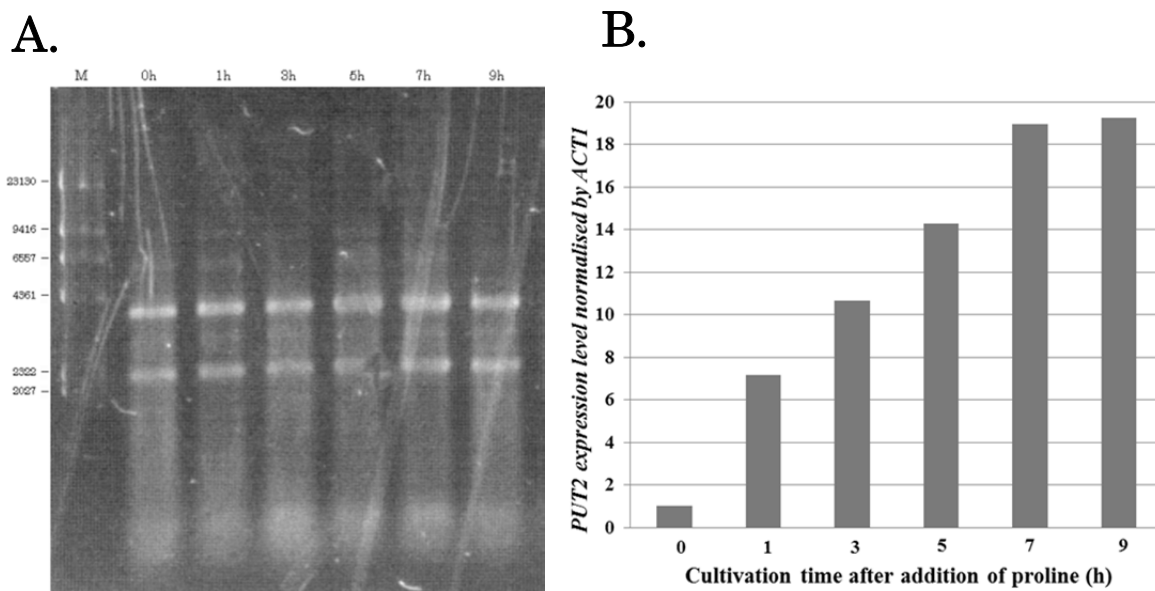 A.
M 0h 1h 3h 5h 7h 9h
23130
9416
6557
4361
2322
2027
B.
PUT2 expression level normalised by ACT1
20
18
16
14
12
10
8
6
4
2
0
0 1 3 5 7 9
Cultivation time after addition of proline (h)